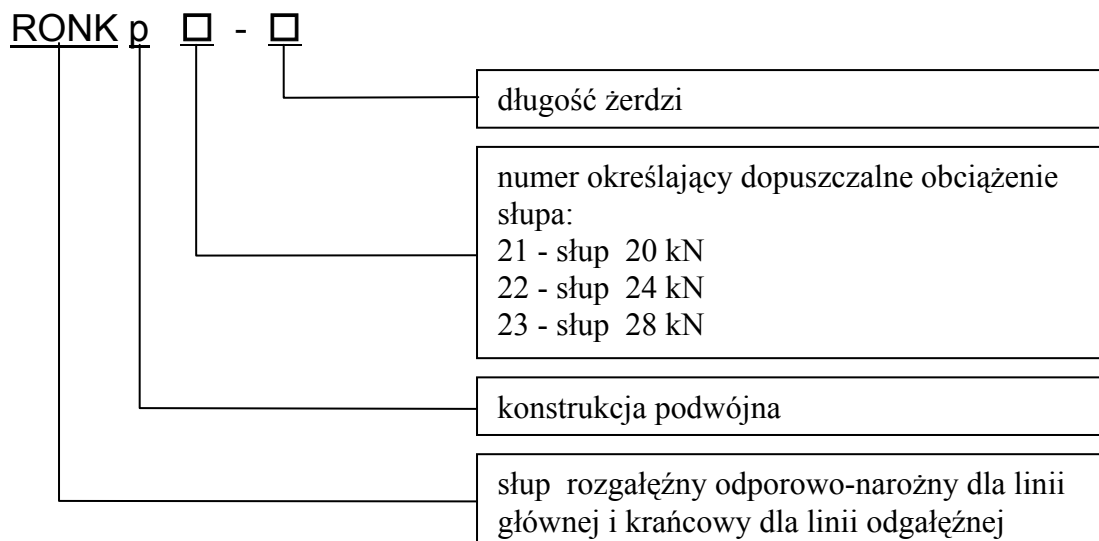 RONK p □ - □
długość żerdzi
numer określający dopuszczalne obciążenie
słupa:
21 - słup 20 kN
22 - słup 24 kN
23 - słup 28 kN
konstrukcja podwójna
słup rozgałęźny odporowo-narożny dla linii
głównej i krańcowy dla linii odgałęźnej